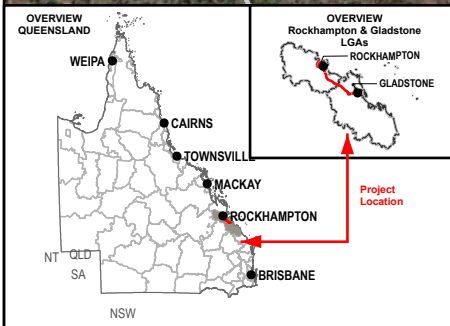 OVERVIEW
QUEENSLAND
WEIPA
CAIRNS
TOWNSVILLE
MACKAY
ROCKHAMPTON
BRISBANE
NT
QLD
SA
NSW
OVERVIEW
Rockhampton & Gladstone
LGAs
ROCKHAMPTON
GLADSTONE
Project
Location